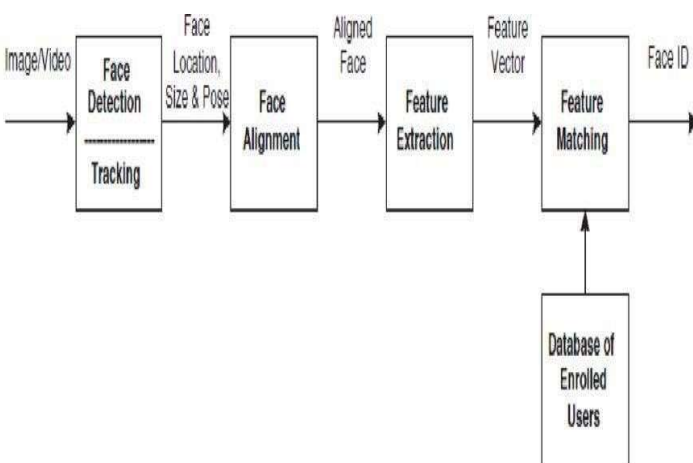 Image/Video
Face
Detection
Tracking
Face
Location,
Size & Pose
Face
Alignment
Aligned
Face
Feature
Extraction
Feature
Vector
Feature
Matching
Face ID
Database of
Enrolled
Users